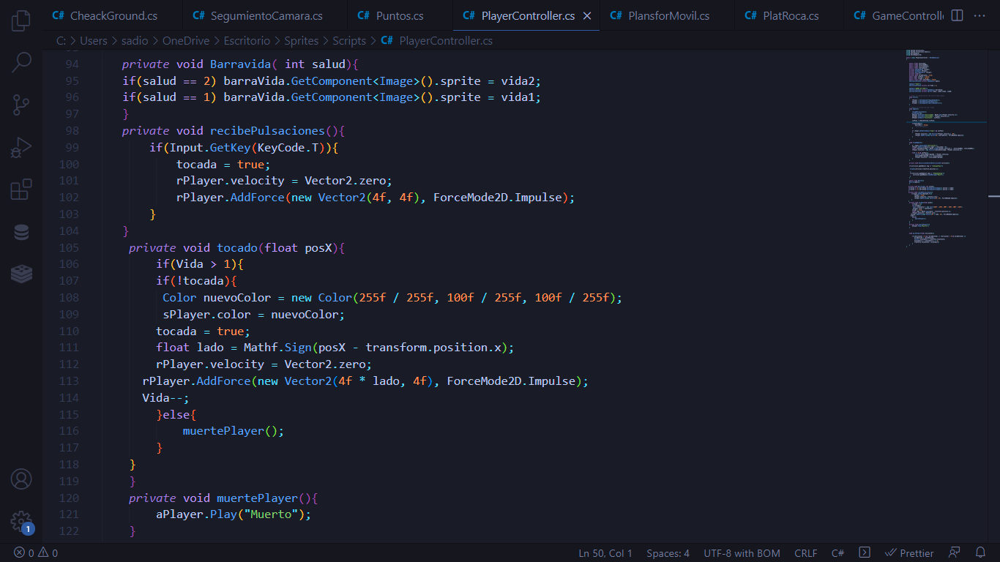 C# CheackGround.cs C# SegumientoCamara.cs C# Puntos.cs C# PlayerController.cs C# PlansforMovil.cs C# PlatRoca.cs C# GameControlle
C: > Users > sadio > OneDrive > Escritorio > Sprites > Scripts > C# PlayerController.cs
94 private void Barravida( int salud){
95 if(salud == 2) barraVida.GetComponent<Image>().sprite = vida2;
96 if(salud == 1) barraVida.GetComponent<Image>().sprite = vida1;
97 }
98 private void recibePulsaciones(){
99 if(Input.GetKey(KeyCode.T)){
100 tocada = true;
101 rPlayer.velocity = Vector2.zero;
102 rPlayer.AddForce(new Vector2(4f, 4f), ForceMode2D.Impulse);
103 }
104 }
105 private void tocado(float posX){
106 if(Vida > 1){
107 if(!tocada){
108 Color nuevoColor = new Color(255f / 255f, 100f / 255f, 100f / 255f);
109 sPlayer.color = nuevoColor;
110 tocada = true;
111 float lado = Mathf.Sign(posX - transform.position.x);
112 rPlayer.velocity = Vector2.zero;
113 rPlayer.AddForce(new Vector2(4f * lado, 4f), ForceMode2D.Impulse);
114 Vida--;
115 }else{
116 muertePlayer();
117 }
118 }
119 }
120 private void muertePlayer(){
121 aPlayer.Play("Muerto");
122 }
1
0 0 Ln 50, Col 1 Spaces: 4 UTF-8 with BOM CRLF C# Prettier